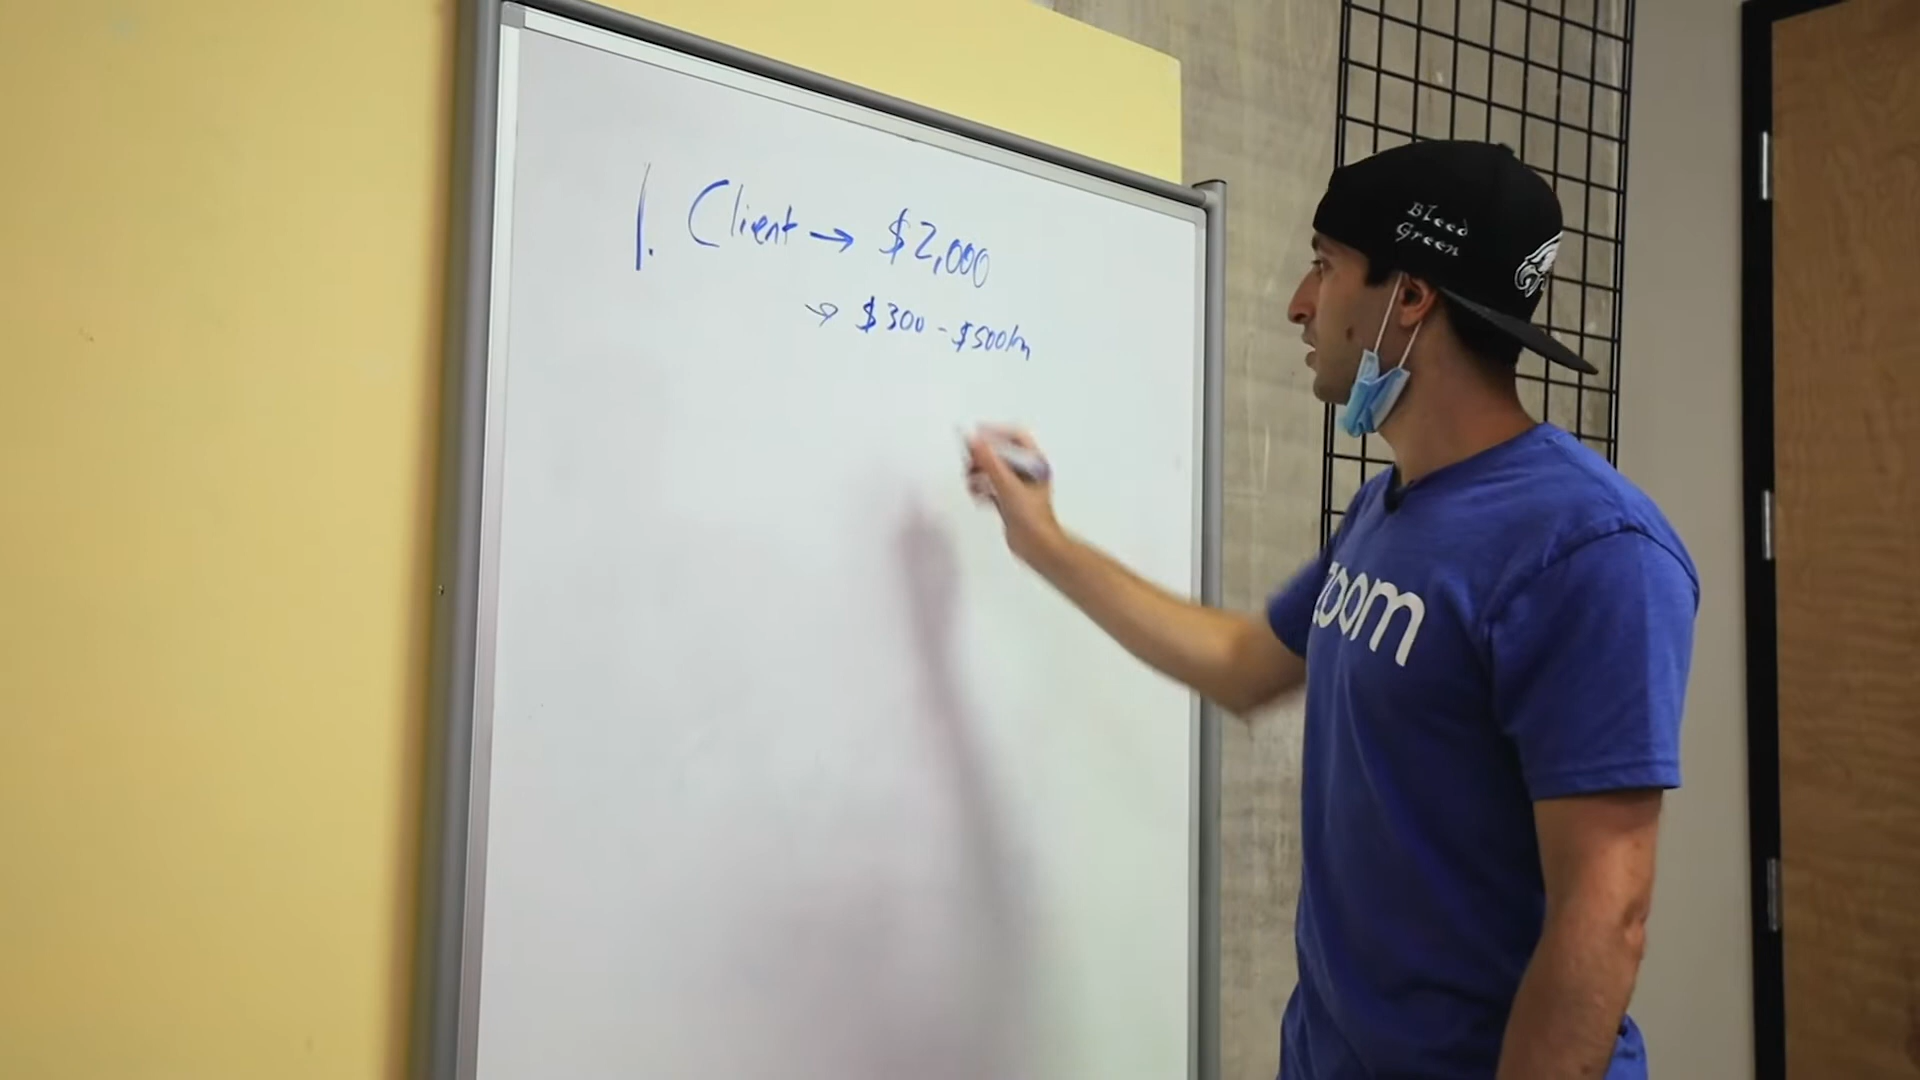 1. Client → $2,000
→ $300 - $500/m
Bleed
Green
zoom